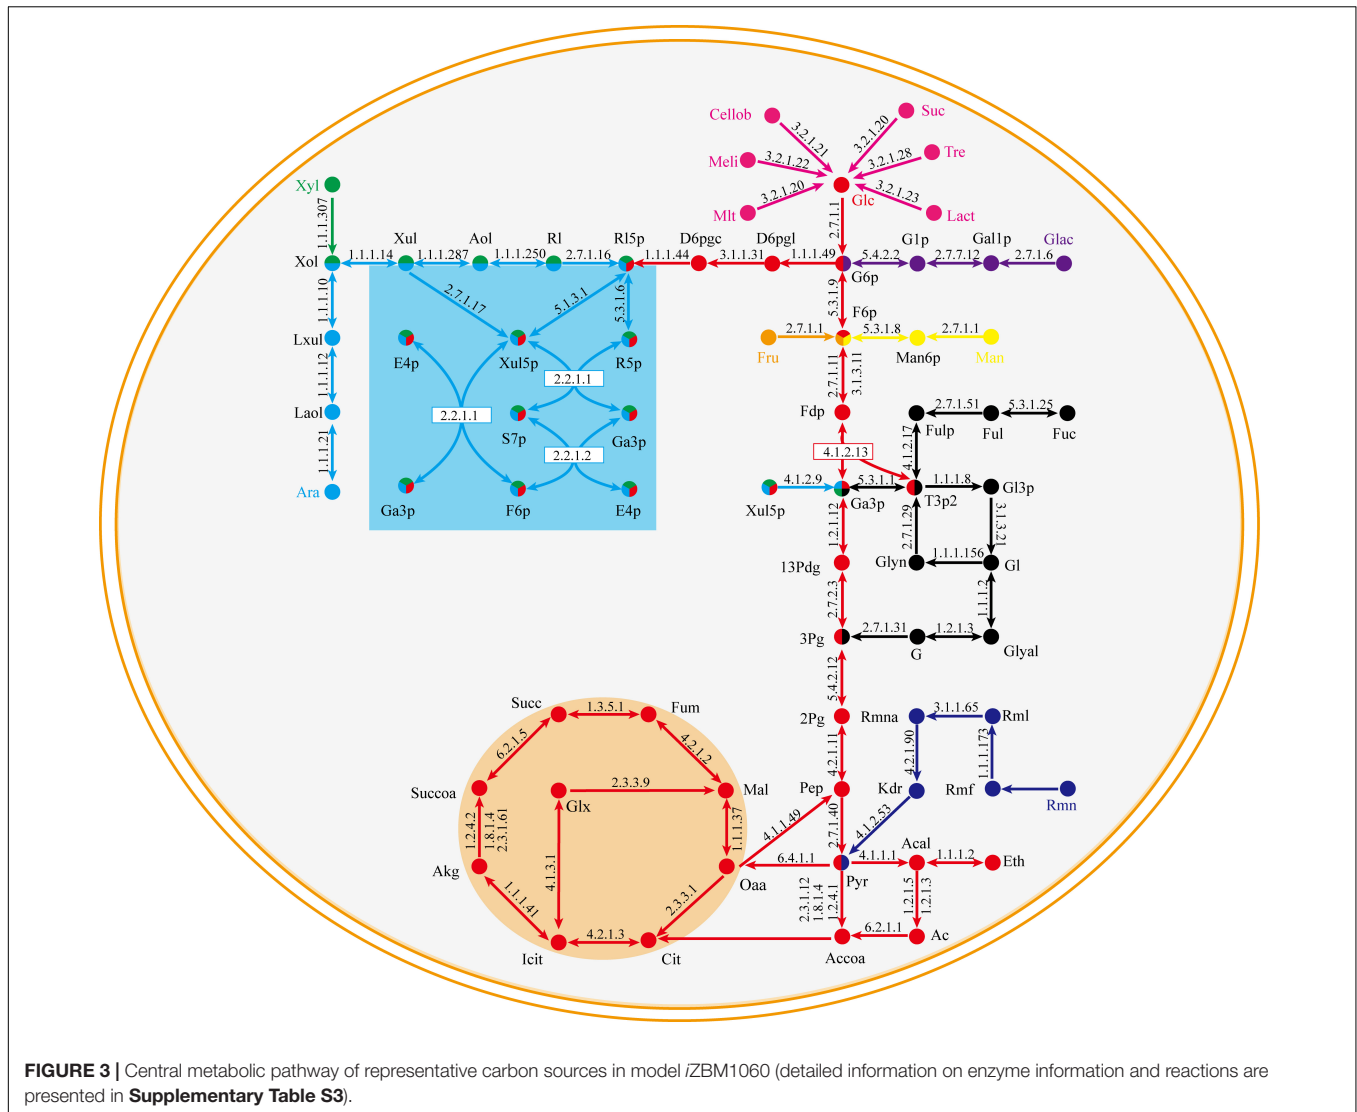 Cellob
Suc
3.2.1.21
3.2.1.20
Meli
3.2.1.22
3.2.1.28
Tre
Mlt
3.2.1.20
3.2.1.23
Lact
Glc
Xyl
1.1.1.307
2.7.1.1
Xul
Aol
Rl
Rl5p
D6pgc
D6pgl
G1p
Gal1p
Glac
Xol
1.1.1.14
1.1.1.287
1.1.1.250
2.7.1.16
1.1.1.44
3.1.1.31
1.1.1.49
5.4.2.2
2.7.7.12
2.7.1.6
G6p
1.1.1.10
2.7.1.17
5.1.3.1
5.3.1.6
5.3.1.9
F6p
Lxul
E4p
Xul5p
R5p
2.7.1.1
5.3.1.8
2.7.1.1
Fru
Man6p
Man
1.1.1.12
2.2.1.1
2.7.1.11
3.1.3.11
Laol
2.2.1.1
S7p
Ga3p
Fdp
2.7.1.51
5.3.1.25
Fulp
Ful
Fuc
1.1.1.21
2.2.1.2
4.1.2.13
4.1.2.17
Ara
Ga3p
F6p
E4p
4.1.2.9
5.3.1.1
1.1.1.8
Gl3p
Xul5p
Ga3p
T3p2
1.2.1.12
2.7.1.29
3.1.3.21
13Pdg
Glyn
1.1.1.156
Gl
2.7.2.3
1.1.1.2
3Pg
2.7.1.31
1.2.1.3
G
Glyal
5.4.2.12
Succ
1.3.5.1
Fum
2Pg
Rmna
3.1.1.65
Rml
6.2.1.5
4.2.1.2
4.2.1.11
4.2.1.90
1.1.1.173
Succoa
2.3.3.9
Glx
Mal
Pep
Kdr
Rmf
Rmn
1.2.4.2
1.8.1.4
2.3.1.61
1.1.1.37
4.1.1.49
2.7.1.40
4.1.2.53
Acal
Akg
4.1.3.1
Oaa
6.4.1.1
Pyr
4.1.1.1
1.1.1.2
Eth
1.1.1.41
2.3.3.1
2.3.1.12
1.8.1.4
1.2.4.1
1.2.1.5
1.2.1.3
4.2.1.3
6.2.1.1
Ac
Icit
Cit
Accoa
FIGURE 3 | Central metabolic pathway of representative carbon sources in model iZBM1060 (detailed information on enzyme information and reactions are
presented in Supplementary Table S3).